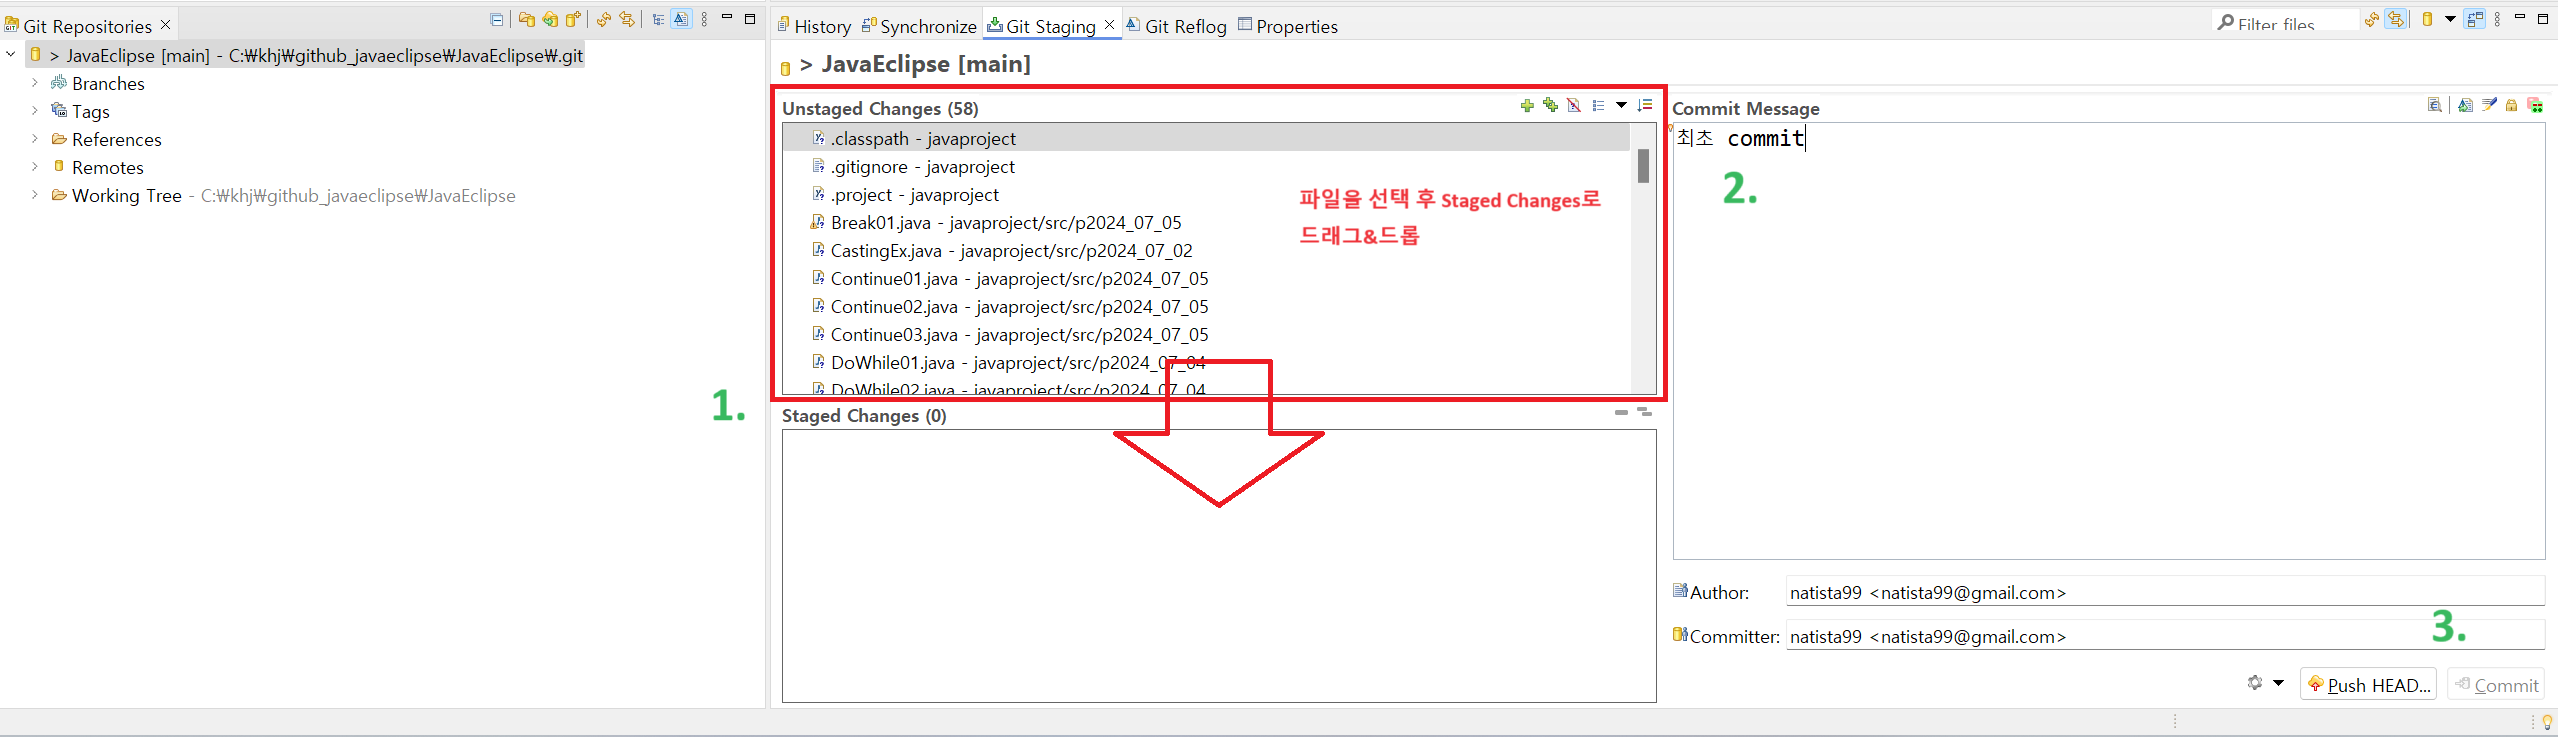 Git Repositories
> JavaEclipse [main] - C:₩khj₩github_javaeclipse₩JavaEclipse₩.git
Branches
Tags
References
Remotes
Working Tree - C:₩khj₩github_javaeclipse₩JavaEclipse
1.
History
Synchronize
Git Staging
Git Reflog
Properties
Filter files
> JavaEclipse [main]
Unstaged Changes (58)
.classpath - javaproject
.gitignore - javaproject
.project - javaproject
Break01.java - javaproject/src/p2024_07_05
CastingEx.java - javaproject/src/p2024_07_02
Continue01.java - javaproject/src/p2024_07_05
Continue02.java - javaproject/src/p2024_07_05
Continue03.java - javaproject/src/p2024_07_05
DoWhile01.java - javaproject/src/p2024_07_04
DoWhile02.java - javaproject/src/p2024_07_04
파일을 선택 후 Staged Changes로
드래그&드롭
Staged Changes (0)
Commit Message
최초 commit
2.
Author: natista99 <natista99@gmail.com>
Committer: natista99 <natista99@gmail.com>
3.
Push HEAD...
Commit